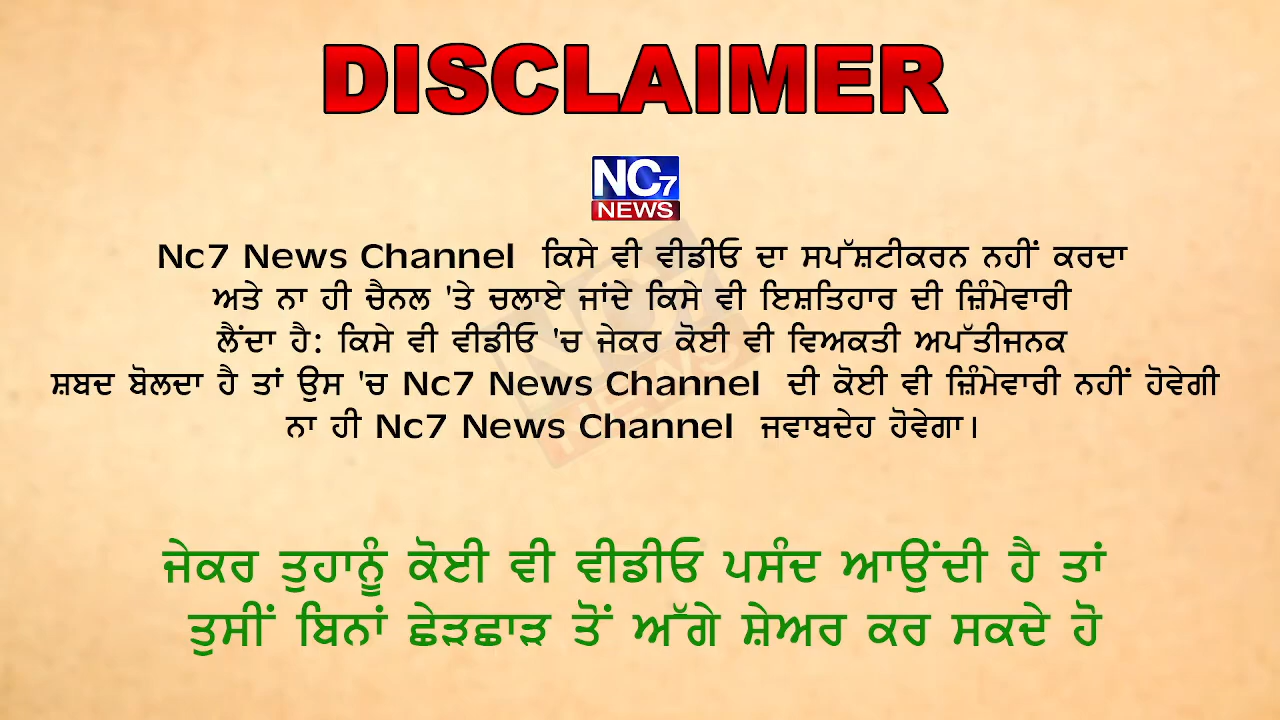 DISCLAIMER
NC7
NEWS
Nc7 News Channel ਕਿਸੇ ਵੀ ਵੀਡੀਓ ਦਾ ਸਪੱਸ਼ਟੀਕਰਨ ਨਹੀਂ ਕਰਦਾ
ਅਤੇ ਨਾ ਹੀ ਚੈਨਲ 'ਤੇ ਚਲਾਏ ਜਾਂਦੇ ਕਿਸੇ ਵੀ ਇਸ਼ਤਿਹਾਰ ਦੀ ਜ਼ਿੰਮੇਵਾਰੀ
ਲੈਂਦਾ ਹੈ: ਕਿਸੇ ਵੀ ਵੀਡੀਓ 'ਚ ਜੇਕਰ ਕੋਈ ਵੀ ਵਿਅਕਤੀ ਅਪੱਤੀਜਨਕ
ਸ਼ਬਦ ਬੋਲਦਾ ਹੈ ਤਾਂ ਉਸ 'ਚ Nc7 News Channel ਦੀ ਕੋਈ ਵੀ ਜ਼ਿੰਮੇਵਾਰੀ ਨਹੀਂ ਹੋਵੇਗੀ
ਨਾ ਹੀ Nc7 News Channel ਜਵਾਬਦੇਹ ਹੋਵੇਗਾ।
ਜੇਕਰ ਤੁਹਾਨੂੰ ਕੋਈ ਵੀ ਵੀਡੀਓ ਪਸੰਦ ਆਉਂਦੀ ਹੈ ਤਾਂ
ਤੁਸੀਂ ਬਿਨਾਂ ਛੇੜਛਾੜ ਤੋਂ ਅੱਗੇ ਸ਼ੇਅਰ ਕਰ ਸਕਦੇ ਹੋ